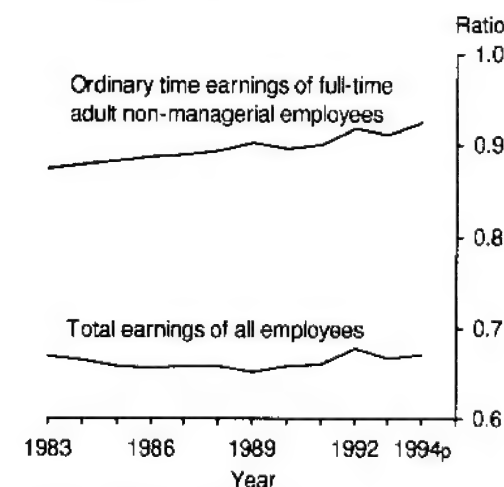 Ratio
1.0
Ordinary time earnings of full-time
adult non-managerial employees
0.9
0.8
Total earnings of all employees
0.7
0.6
1983 1986 1989 1992 1994p
Year